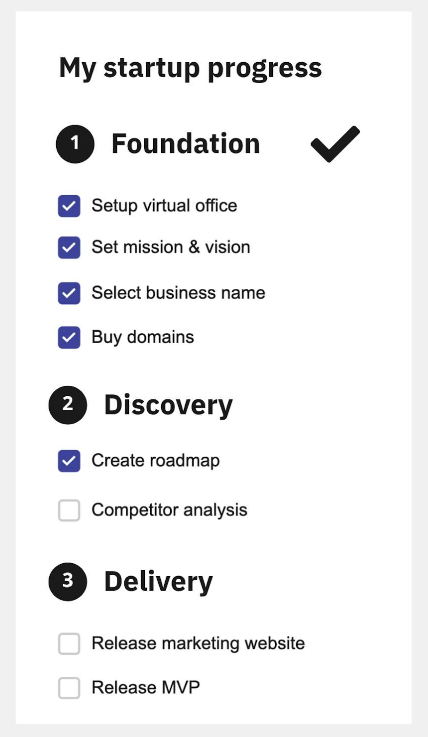 My startup progress
1 Foundation
Setup virtual office
Set mission & vision
Select business name
Buy domains
2 Discovery
Create roadmap
Competitor analysis
3 Delivery
Release marketing website
Release MVP